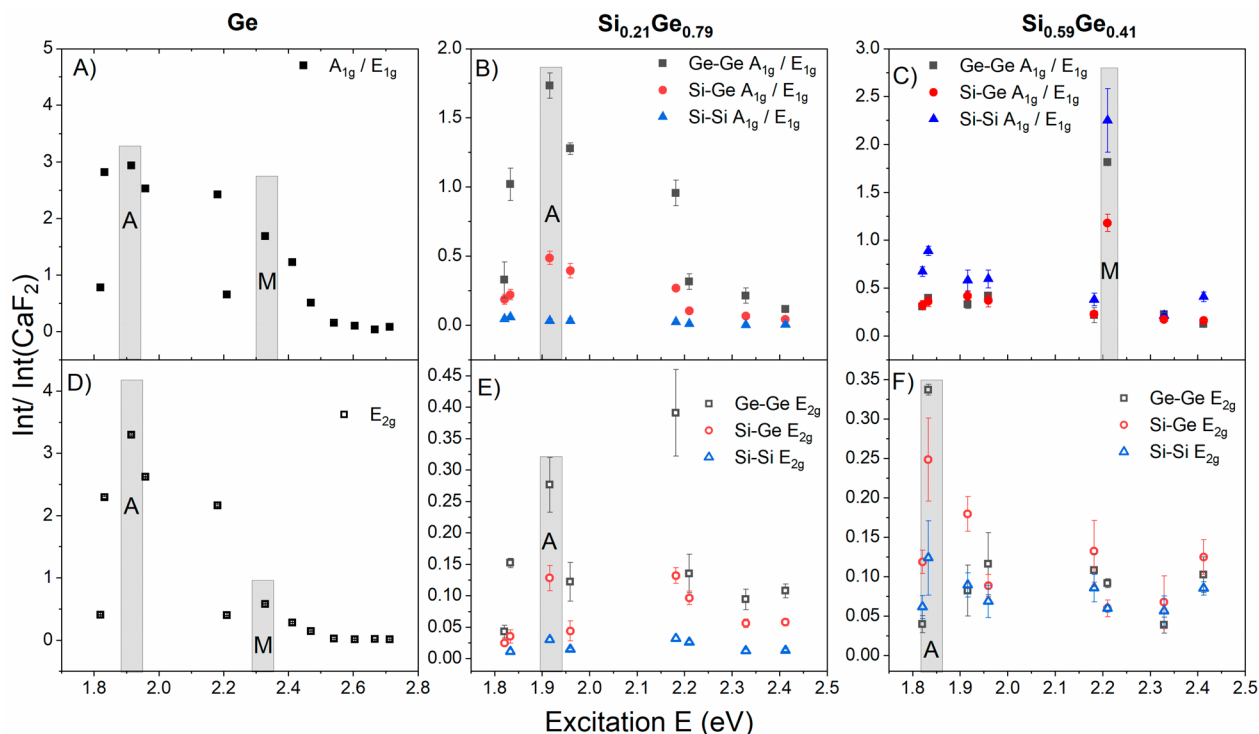 Ge
Si0.21Ge0.79
Si0.59Ge0.41
Int/ Int(CaF2)
A)
A1g / E1g
5
4
3
2
1
0
A
M
B)
Ge-Ge A1g / E1g
Si-Ge A1g / E1g
Si-Si A1g / E1g
2.0
1.5
1.0
0.5
0.0
A
C)
Ge-Ge A1g / E1g
Si-Ge A1g / E1g
Si-Si A1g / E1g
3.0
2.5
2.0
1.5
1.0
0.5
0.0
M
D)
E2g
4
3
2
1
0
A
M
1.8 2.0 2.2 2.4 2.6 2.8
E)
Ge-Ge E2g
Si-Ge E2g
Si-Si E2g
0.45
0.40
0.35
0.30
0.25
0.20
0.15
0.10
0.05
0.00
A
1.7 1.8 1.9 2.0 2.1 2.2 2.3 2.4 2.5
F)
Ge-Ge E2g
Si-Ge E2g
Si-Si E2g
0.35
0.30
0.25
0.20
0.15
0.10
0.05
0.00
A
1.75 1.8 1.9 2.0 2.1 2.2 2.3 2.4 2.5
Excitation E (eV)